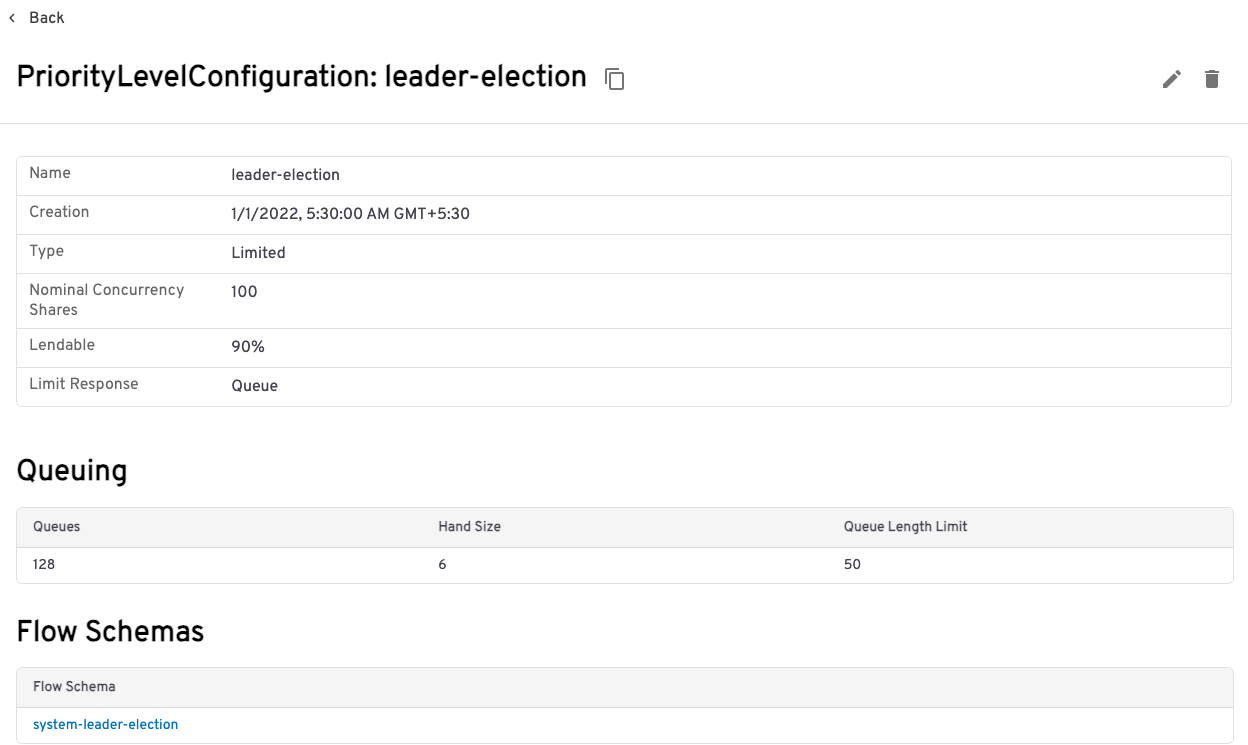 Back
PriorityLevelConfiguration: leader-election
Name leader-election
Creation 1/1/2022, 5:30:00 AM GMT+5:30
Type Limited
Nominal Concurrency 100
Shares
Lendable 90%
Limit Response Queue
Queuing
Queues Hand Size Queue Length Limit
128 6 50
Flow Schemas
Flow Schema
system-leader-election